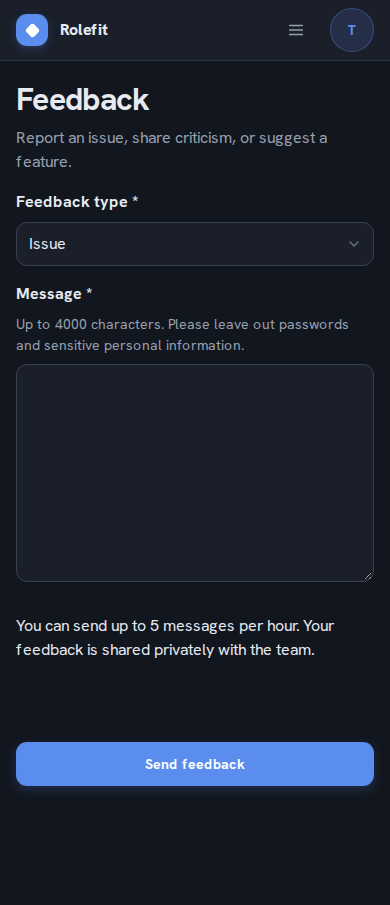 Rolefit
T
Feedback
Report an issue, share criticism, or suggest a
feature.
Feedback type *
Issue
Message *
Up to 4000 characters. Please leave out passwords
and sensitive personal information.
You can send up to 5 messages per hour. Your
feedback is shared privately with the team.
Send feedback